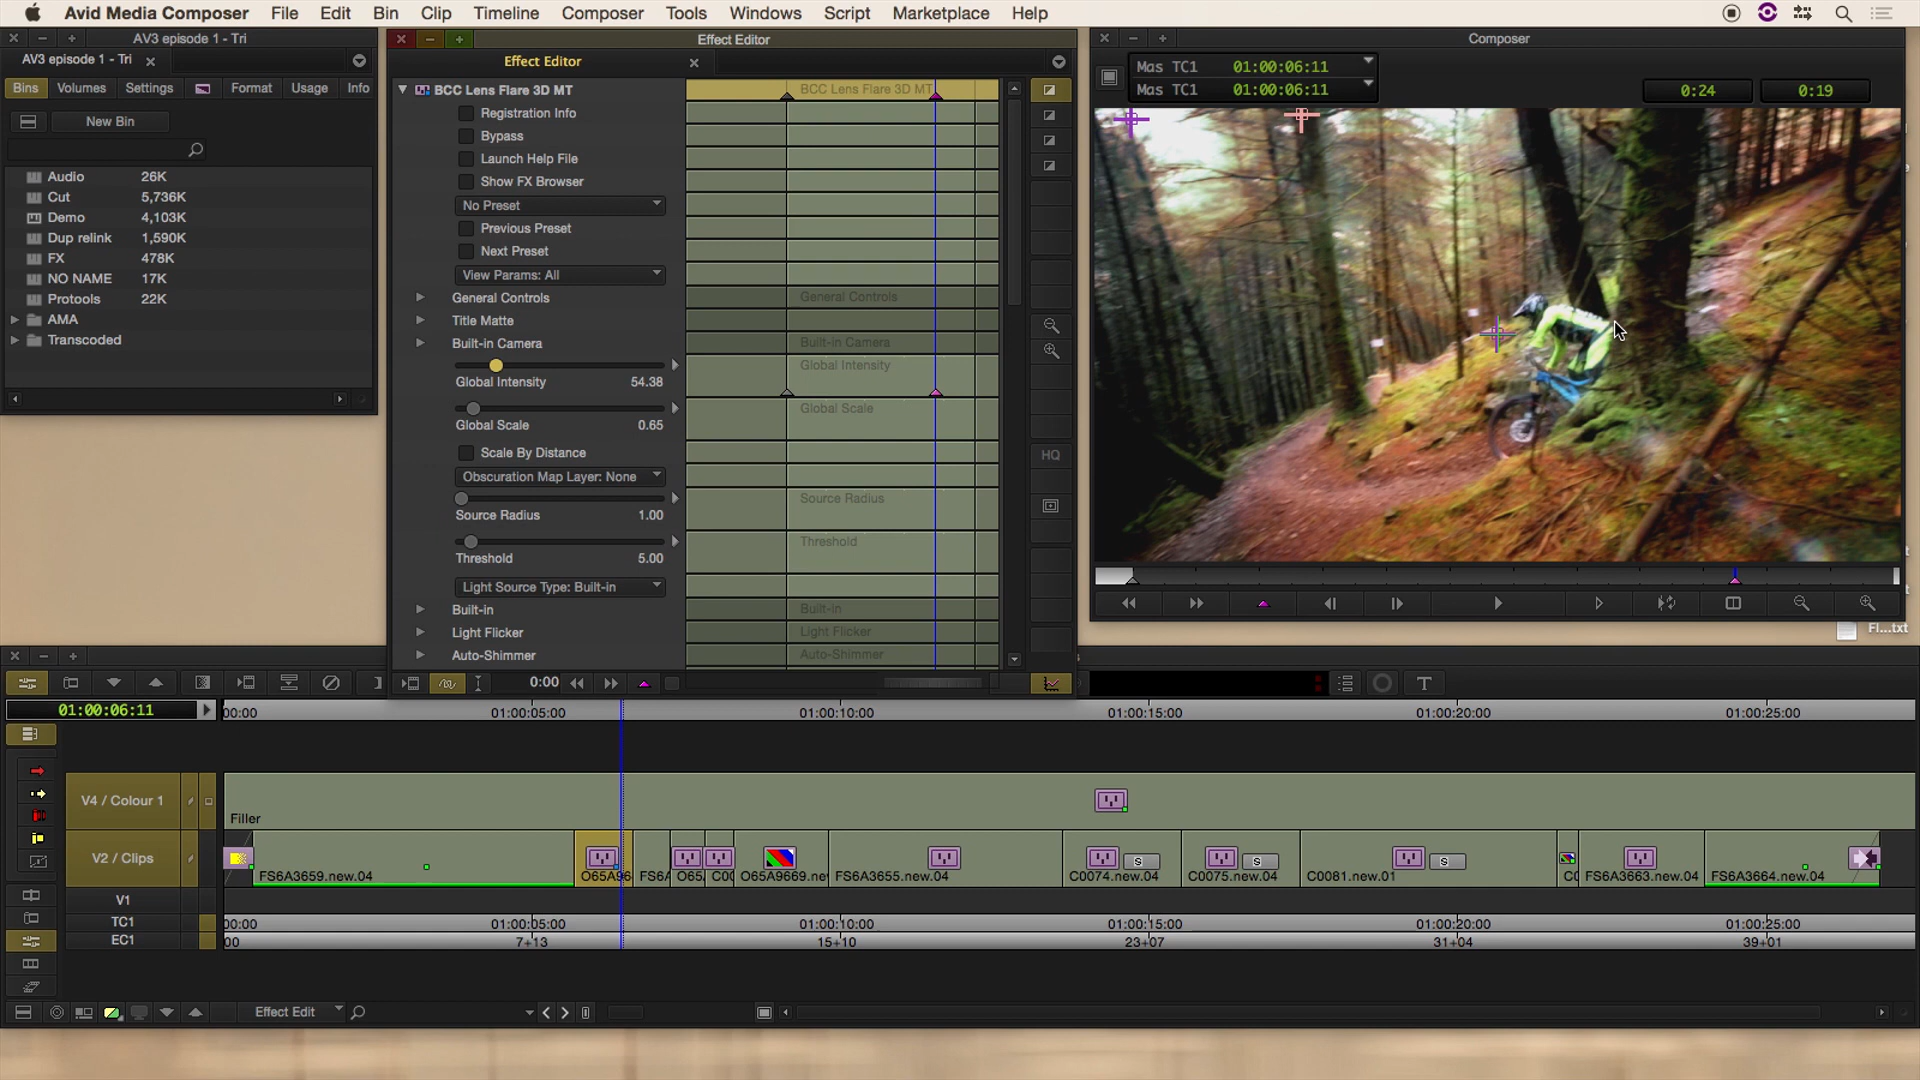 Avid Media Composer File Edit Bin Clip Timeline Composer Tools Windows Script Marketplace Help
AV3 episode 1 - Tri
AV3 episode 1 - Tri
Bins Volumes Settings Format Usage Info
New Bin
Audio 26K
Cut 5,736K
Demo 4,103K
Dup relink 1,590K
FX 478K
NO NAME 17K
Protools 22K
AMA
Transcoded
Effect Editor
Effect Editor
BCC Lens Flare 3D MT
Registration Info
Bypass
Launch Help File
Show FX Browser
No Preset
Previous Preset
Next Preset
View Params: All
General Controls
Title Matte
Built-in Camera
Global Intensity 54.38
Global Scale 0.65
Scale By Distance
Obscuration Map Layer: None
Source Radius 1.00
Threshold 5.00
Light Source Type: Built-in
Built-in
Light Flicker
Auto-Shimmer
BCC Lens Flare 3D MT
General Controls
Built-in Camera
Global Intensity
Global Scale
Source Radius
Threshold
Built-in
Light Flicker
Auto-Shimmer
HQ
0:00
Composer
Mas TC1 01:00:06:11
Mas TC1 01:00:06:11
0:24 0:19
Fl...txt
T
01:00:06:11
00:00 01:00:05:00 01:00:10:00 01:00:15:00 01:00:20:00 01:00:25:00
V4 / Colour 1
Filler
V2 / Clips
FS6A3659.new.04 O65A96 FS6A O65A C00 O65A9669.nev FS6A3655.new.04 C0074.new.04 S C0075.new.04 S C0081.new.01 S C0 FS6A3663.new.04 FS6A3664.new.04
V1
TC1 00:00 01:00:05:00 01:00:10:00 01:00:15:00 01:00:20:00 01:00:25:00
EC1 00 7+13 15+10 23+07 31+04 39+01
Effect Edit